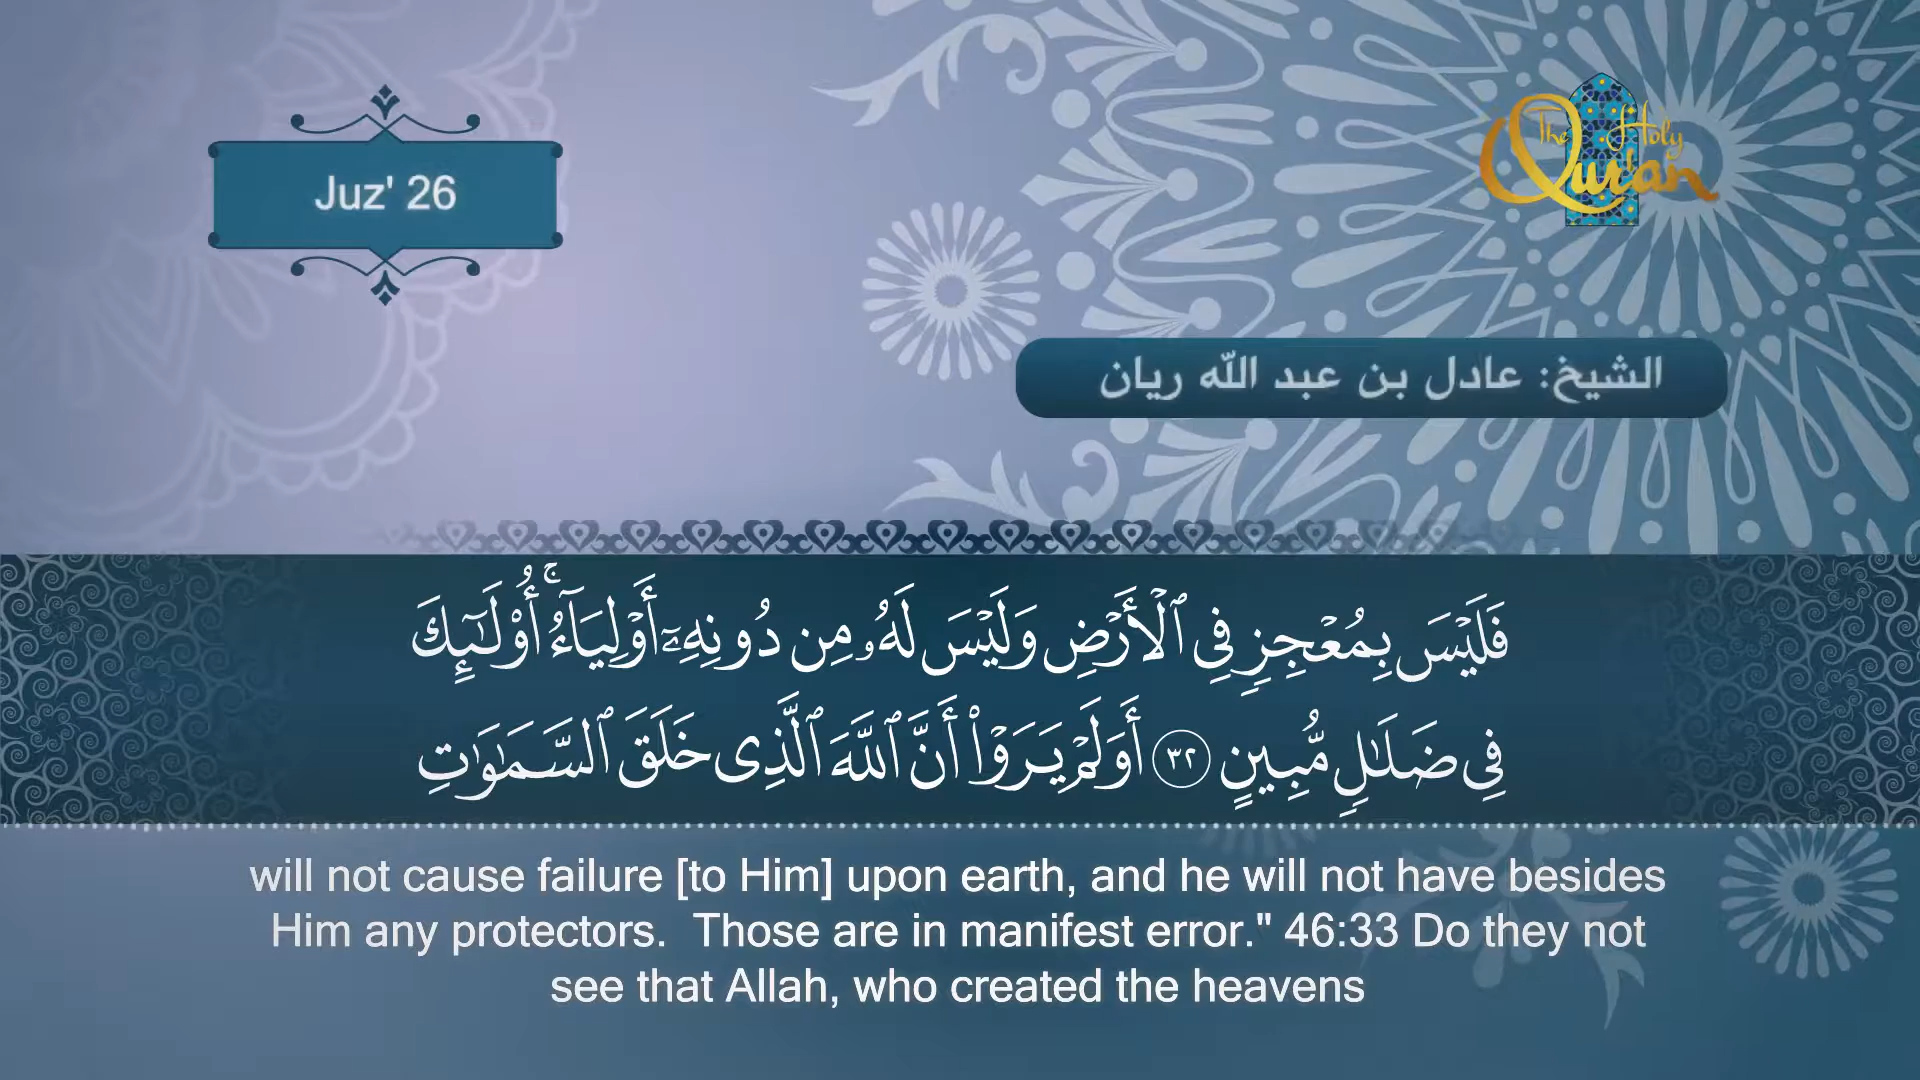 Juz' 26
The Holy
Qur'an
الشيخ: عادل بن عبد الله ريان
فَلَيْسَ بِمُعْجِزٍ فِى ٱلْأَرْضِ وَلَيْسَ لَهُۥ مِن دُونِهِۦٓ أَوْلِيَآءُ ۚ أُو۟لَـٰٓئِكَ
فِى ضَلَـٰلٍ مُّبِينٍ ٣٢ أَوَلَمْ يَرَوْا۟ أَنَّ ٱللَّهَ ٱلَّذِى خَلَقَ ٱلسَّمَـٰوَٰتِ
will not cause failure [to Him] upon earth, and he will not have besides
Him any protectors.  Those are in manifest error." 46:33 Do they not
see that Allah, who created the heavens